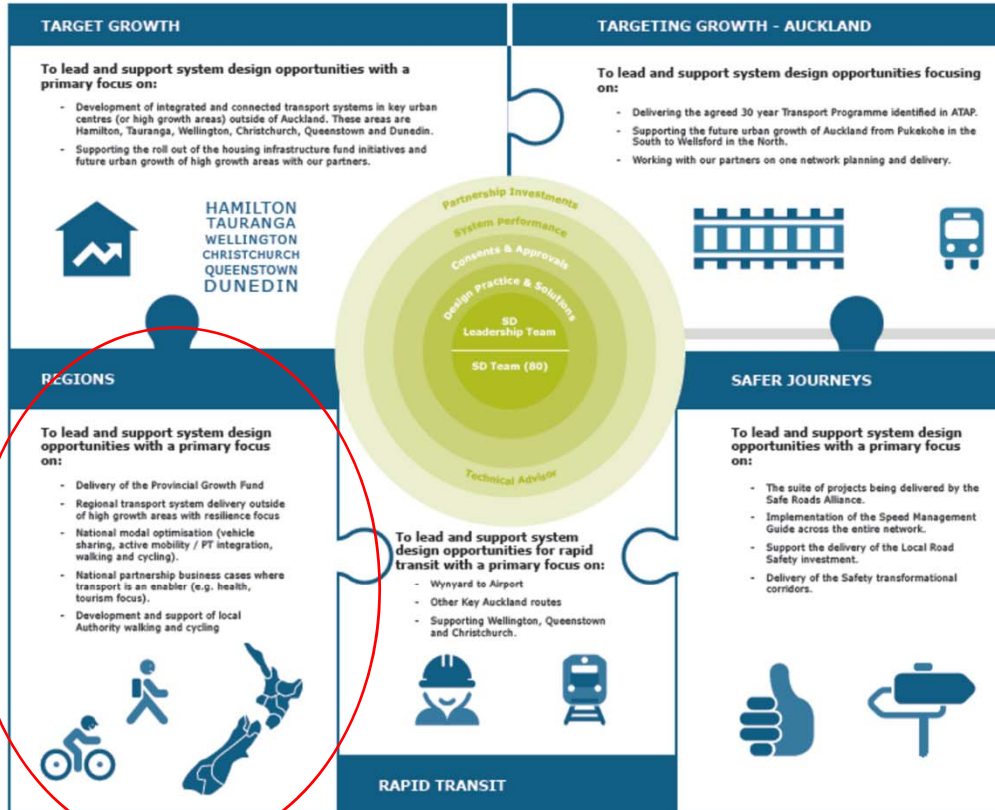 TARGET GROWTH
To lead and support system design opportunities with a
primary focus on:
- Development of integrated and connected transport systems in key urban
centres (or high growth areas) outside of Auckland. These areas are
Hamilton, Tauranga, Wellington, Christchurch, Queenstown and Dunedin.
- Supporting the roll out of the housing infrastructure fund initiatives and
future urban growth of high growth areas with our partners.
HAMILTON
TAURANGA
WELLINGTON
CHRISTCHURCH
QUEENSTOWN
DUNEDIN
TARGETING GROWTH - AUCKLAND
To lead and support system design opportunities focusing
on:
- Delivering the agreed 30 year Transport Programme identified in ATAP.
- Supporting the future urban growth of Auckland from Pukekohe in the
South to Wellsford in the North.
- Working with our partners on one network planning and delivery.
Partnership Investments
System Performance
Consents & Approvals
Design Practice & Solutions
SD
Leadership Team
SD Team (80)
Technical Advisor
REGIONS
To lead and support system design
opportunities with a primary focus
on:
- Delivery of the Provincial Growth Fund
- Regional transport system delivery outside
of high growth areas with resilience focus
- National modal optimisation (vehicle
sharing, active mobility / PT integration,
walking and cycling).
- National partnership business cases where
transport is an enabler (e.g. health,
tourism focus).
- Development and support of local
Authority walking and cycling
To lead and support system
design opportunities for rapid
transit with a primary focus on:
- Wynyard to Airport
- Other Key Auckland routes
- Supporting Wellington, Queenstown
and Christchurch.
RAPID TRANSIT
SAFER JOURNEYS
To lead and support system design
opportunities with a primary focus
on:
- The suite of projects being delivered by the
Safe Roads Alliance.
- Implementation of the Speed Management
Guide across the entire network.
- Support the delivery of the Local Road
Safety investment.
- Delivery of the Safety transformational
corridors.